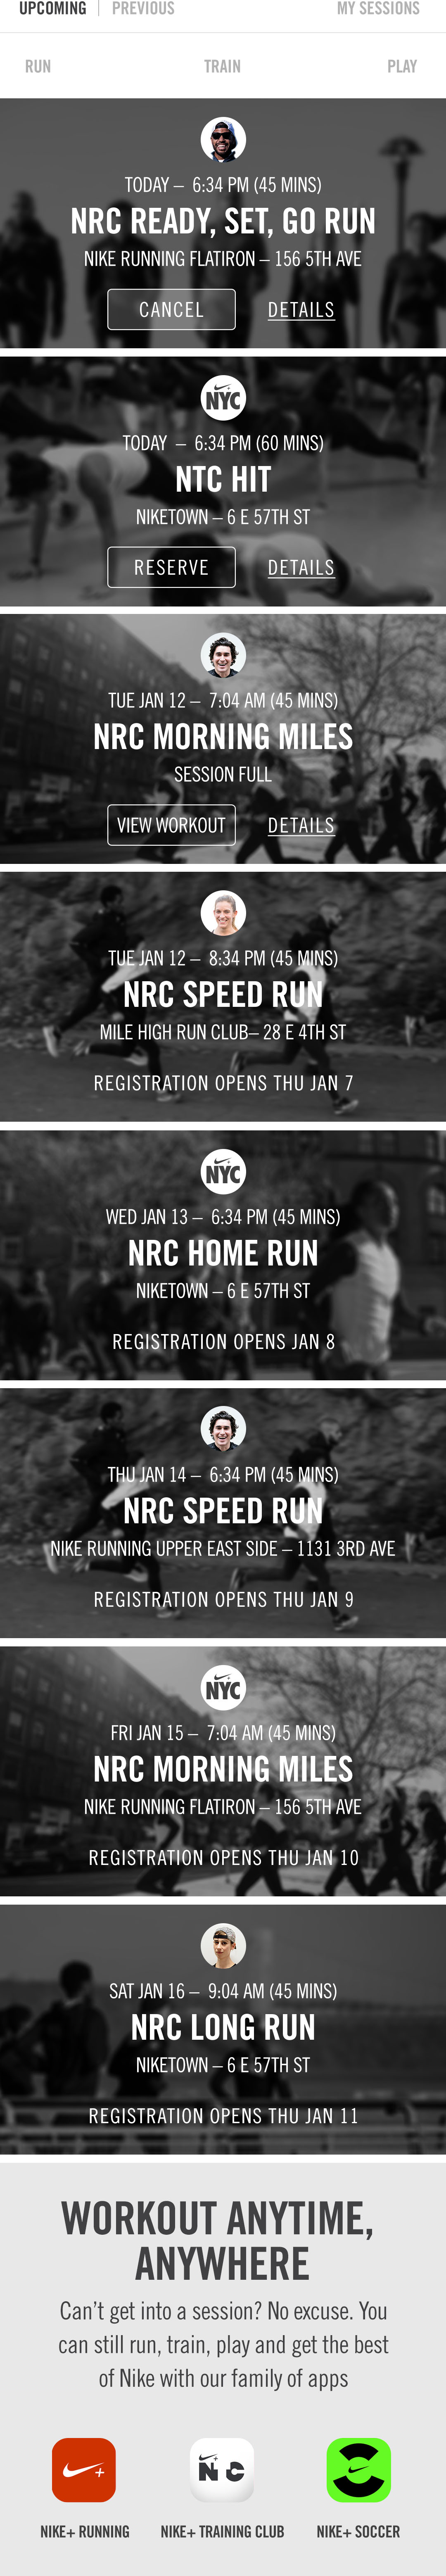 UPCOMING | PREVIOUS MY SESSIONS
RUN TRAIN PLAY
TODAY – 6:34 PM (45 MINS)
NRC READY, SET, GO RUN
NIKE RUNNING FLATIRON – 156 5TH AVE
CANCEL DETAILS
NYC
TODAY – 6:34 PM (60 MINS)
NTC HIT
NIKETOWN – 6 E 57TH ST
RESERVE DETAILS
TUE JAN 12 – 7:04 AM (45 MINS)
NRC MORNING MILES
SESSION FULL
VIEW WORKOUT DETAILS
TUE JAN 12 – 8:34 PM (45 MINS)
NRC SPEED RUN
MILE HIGH RUN CLUB– 28 E 4TH ST
REGISTRATION OPENS THU JAN 7
NYC
WED JAN 13 – 6:34 PM (45 MINS)
NRC HOME RUN
NIKETOWN – 6 E 57TH ST
REGISTRATION OPENS JAN 8
THU JAN 14 – 6:34 PM (45 MINS)
NRC SPEED RUN
NIKE RUNNING UPPER EAST SIDE – 1131 3RD AVE
REGISTRATION OPENS THU JAN 9
NYC
FRI JAN 15 – 7:04 AM (45 MINS)
NRC MORNING MILES
NIKE RUNNING FLATIRON – 156 5TH AVE
REGISTRATION OPENS THU JAN 10
SAT JAN 16 – 9:04 AM (45 MINS)
NRC LONG RUN
NIKETOWN – 6 E 57TH ST
REGISTRATION OPENS THU JAN 11
WORKOUT ANYTIME,
ANYWHERE
Can't get into a session? No excuse. You
can still run, train, play and get the best
of Nike with our family of apps
N C
NIKE+ RUNNING NIKE+ TRAINING CLUB NIKE+ SOCCER